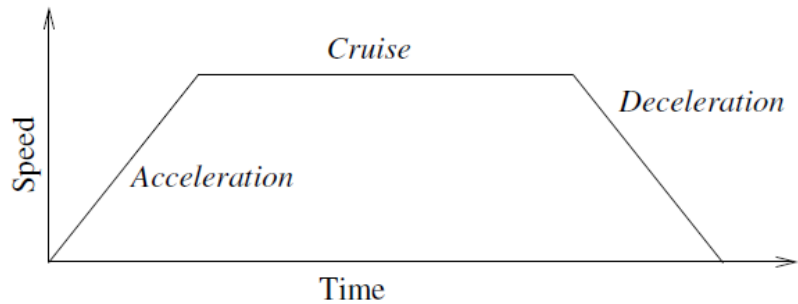 Cruise
Deceleration
Speed
Acceleration
Time